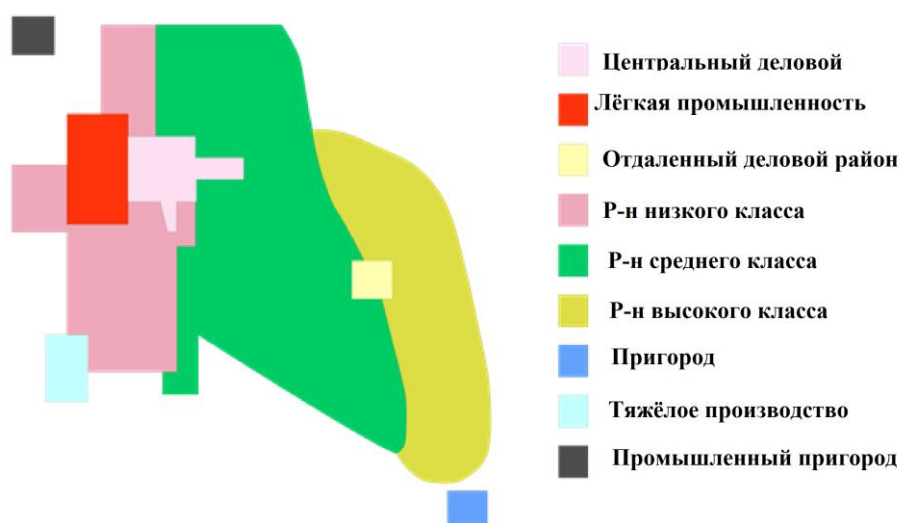 Центральный деловой
Лёгкая промышленность
Отдаленный деловой район
Р-н низкого класса
Р-н среднего класса
Р-н высокого класса
Пригород
Тяжёлое производство
Промышленный пригород